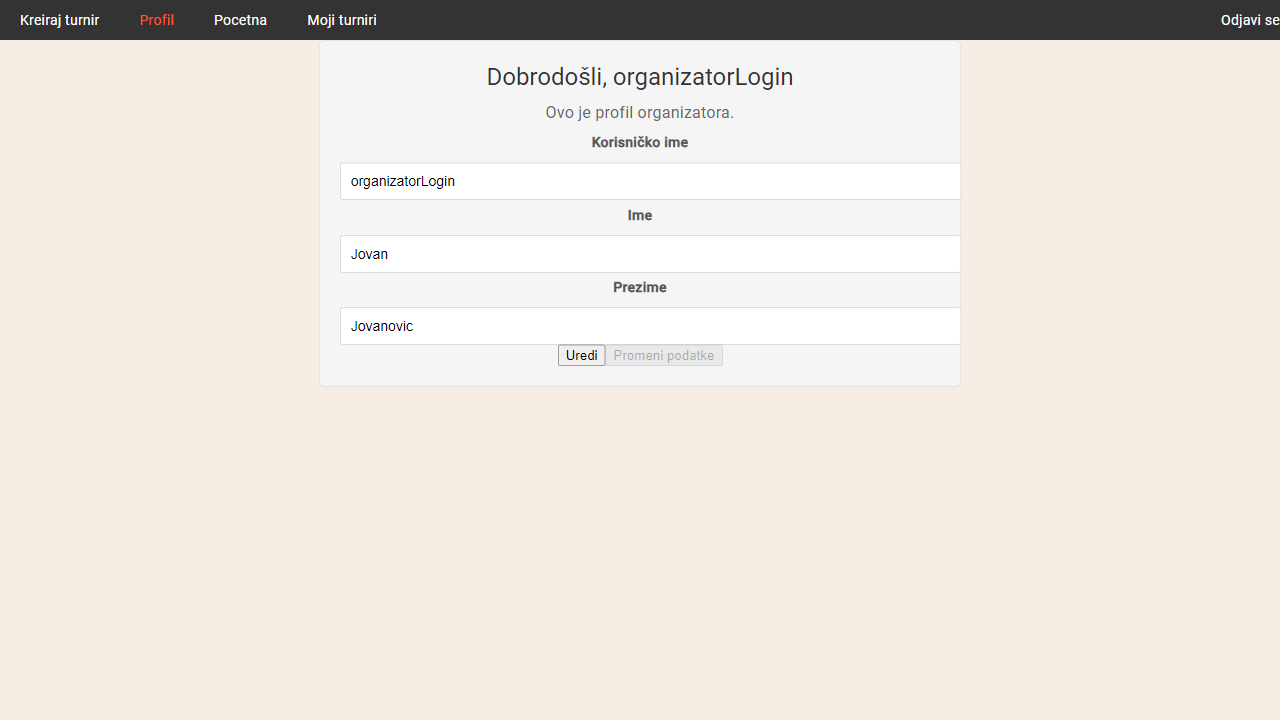 Kreiraj turnir Profil Pocetna Moji turniri Odjavi se
Dobrodošli, organizatorLogin
Ovo je profil organizatora.
Korisničko ime
organizatorLogin
Ime
Jovan
Prezime
Jovanovic
Uredi Promeni podatke